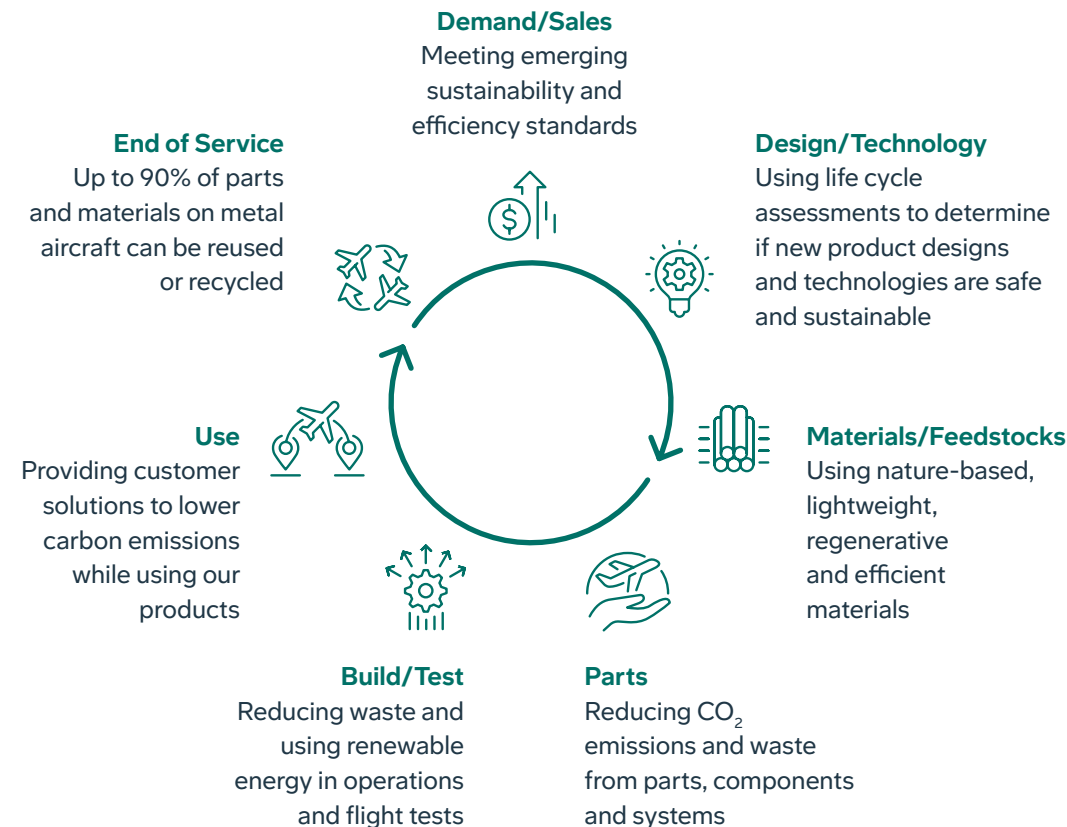 Demand/Sales
Meeting emerging
sustainability and
efficiency standards
Design/Technology
Using life cycle
assessments to determine
if new product designs
and technologies are safe
and sustainable
Materials/Feedstocks
Using nature-based,
lightweight,
regenerative
and efficient
materials
Parts
Reducing CO₂
emissions and waste
from parts, components
and systems
Build/Test
Reducing waste and
using renewable
energy in operations
and flight tests
Use
Providing customer
solutions to lower
carbon emissions
while using our
products
End of Service
Up to 90% of parts
and materials on metal
aircraft can be reused
or recycled
$